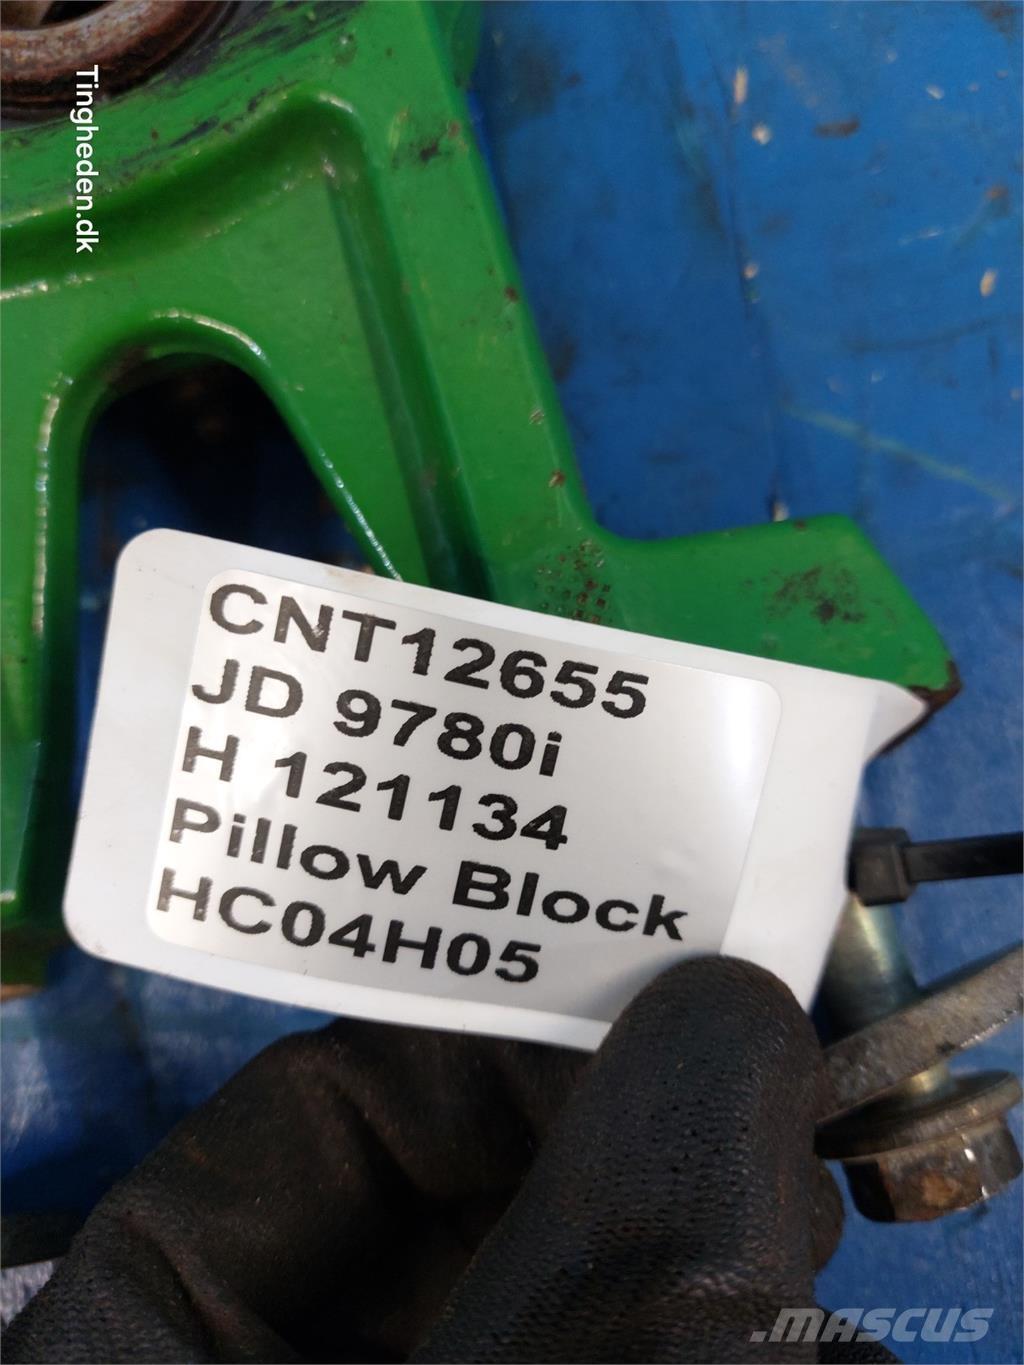 Tingheden.dk
CNT12655
JD 9780i
H 121134
Pillow Block
HC04H05
.MASCUS